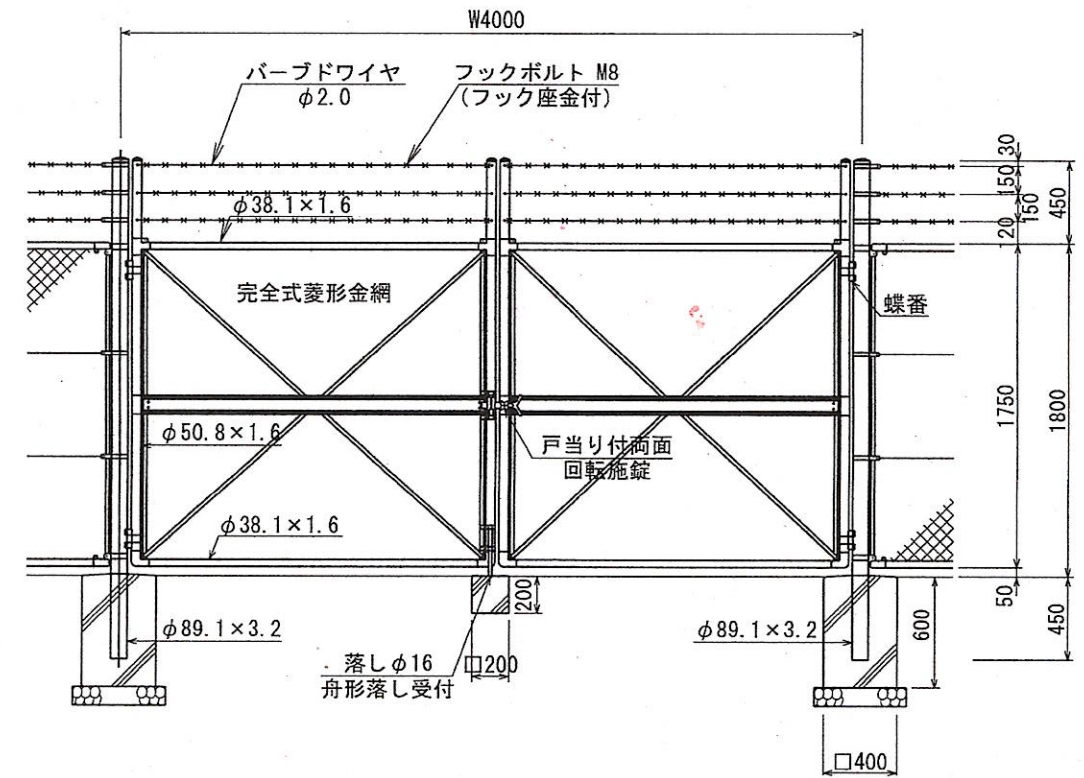 W4000
バーブドワイヤ
φ2.0
フックボルト M8
(フック座金付)
30
150
150
120
450
φ38.1×1.6
完全式菱形金網
蝶番
φ50.8×1.6
戸当り付両面
回転施錠
1750
1800
φ38.1×1.6
50
200
600
450
φ89.1×3.2
φ89.1×3.2
落しφ16
舟形落し受付
□200
□400